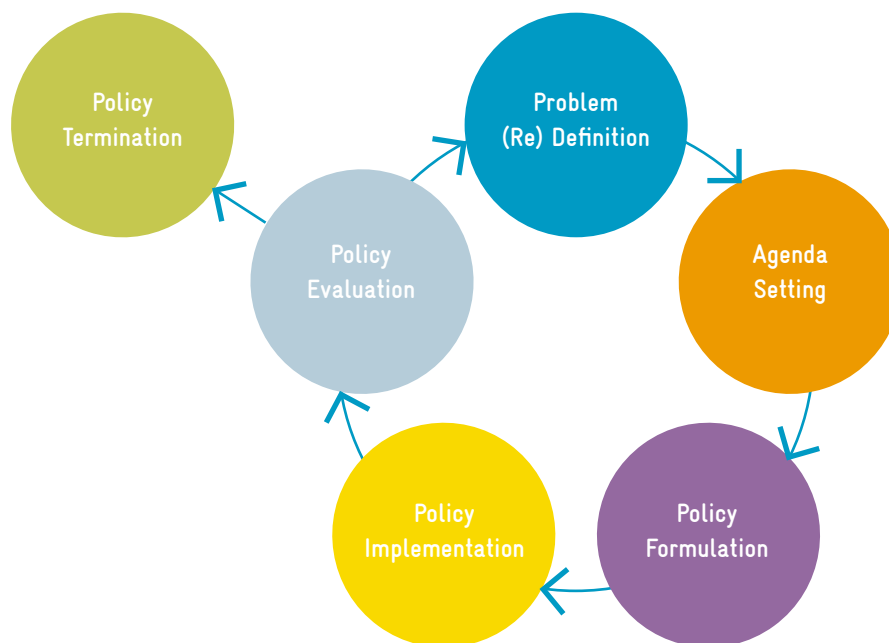 Policy
Termination
Problem
(Re) Definition
Policy
Evaluation
Agenda
Setting
Policy
Implementation
Policy
Formulation